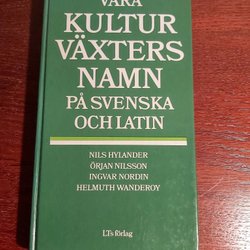 VÅRA
KULTUR
VÄXTERS
NAMN
PÅ SVENSKA
OCH LATIN
NILS HYLANDER
ÖRJAN NILSSON
INGVAR NORDIN
HELMUTH WANDEROY
LTs förlag